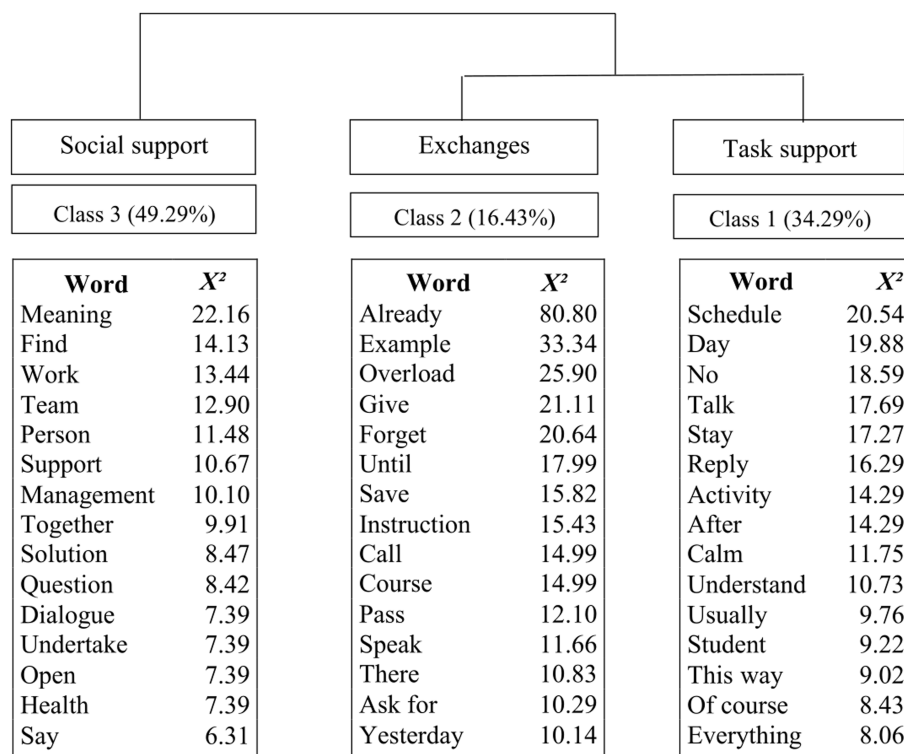 Social support Exchanges Task support
Class 3 (49.29%) Class 2 (16.43%) Class 1 (34.29%)
Word X² Word X² Word X²
Meaning 22.16 Already 80.80 Schedule 20.54
Find 14.13 Example 33.34 Day 19.88
Work 13.44 Overload 25.90 No 18.59
Team 12.90 Give 21.11 Talk 17.69
Person 11.48 Forget 20.64 Stay 17.27
Support 10.67 Until 17.99 Reply 16.29
Management 10.10 Save 15.82 Activity 14.29
Together 9.91 Instruction 15.43 After 14.29
Solution 8.47 Call 14.99 Calm 11.75
Question 8.42 Course 14.99 Understand 10.73
Dialogue 7.39 Pass 12.10 Usually 9.76
Undertake 7.39 Speak 11.66 Student 9.22
Open 7.39 There 10.83 This way 9.02
Health 7.39 Ask for 10.29 Of course 8.43
Say 6.31 Yesterday 10.14 Everything 8.06